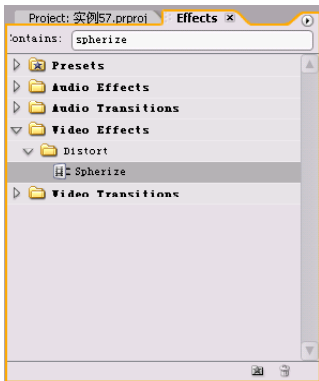 Project: 实例57.prproj Effects
Contains: spherize
Presets
Audio Effects
Audio Transitions
Video Effects
Distort
Spherize
Video Transitions